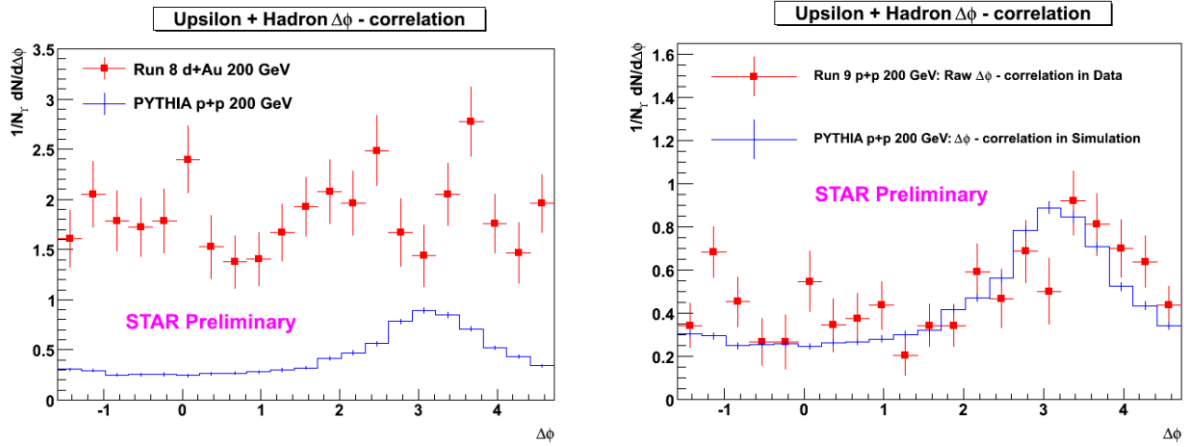 Upsilon + Hadron Δϕ - correlation
1/N_ϒ dN/dΔϕ
3.5
3
2.5
2
1.5
1
0.5
0
Run 8 d+Au 200 GeV
PYTHIA p+p 200 GeV
STAR Preliminary
-1 0 1 2 3 4
Δϕ
Upsilon + Hadron Δϕ - correlation
1/N_ϒ dN/dΔϕ
1.6
1.4
1.2
1
0.8
0.6
0.4
0.2
0
Run 9 p+p 200 GeV: Raw Δϕ - correlation in Data
PYTHIA p+p 200 GeV: Δϕ - correlation in Simulation
STAR Preliminary
-1 0 1 2 3 4
Δϕ